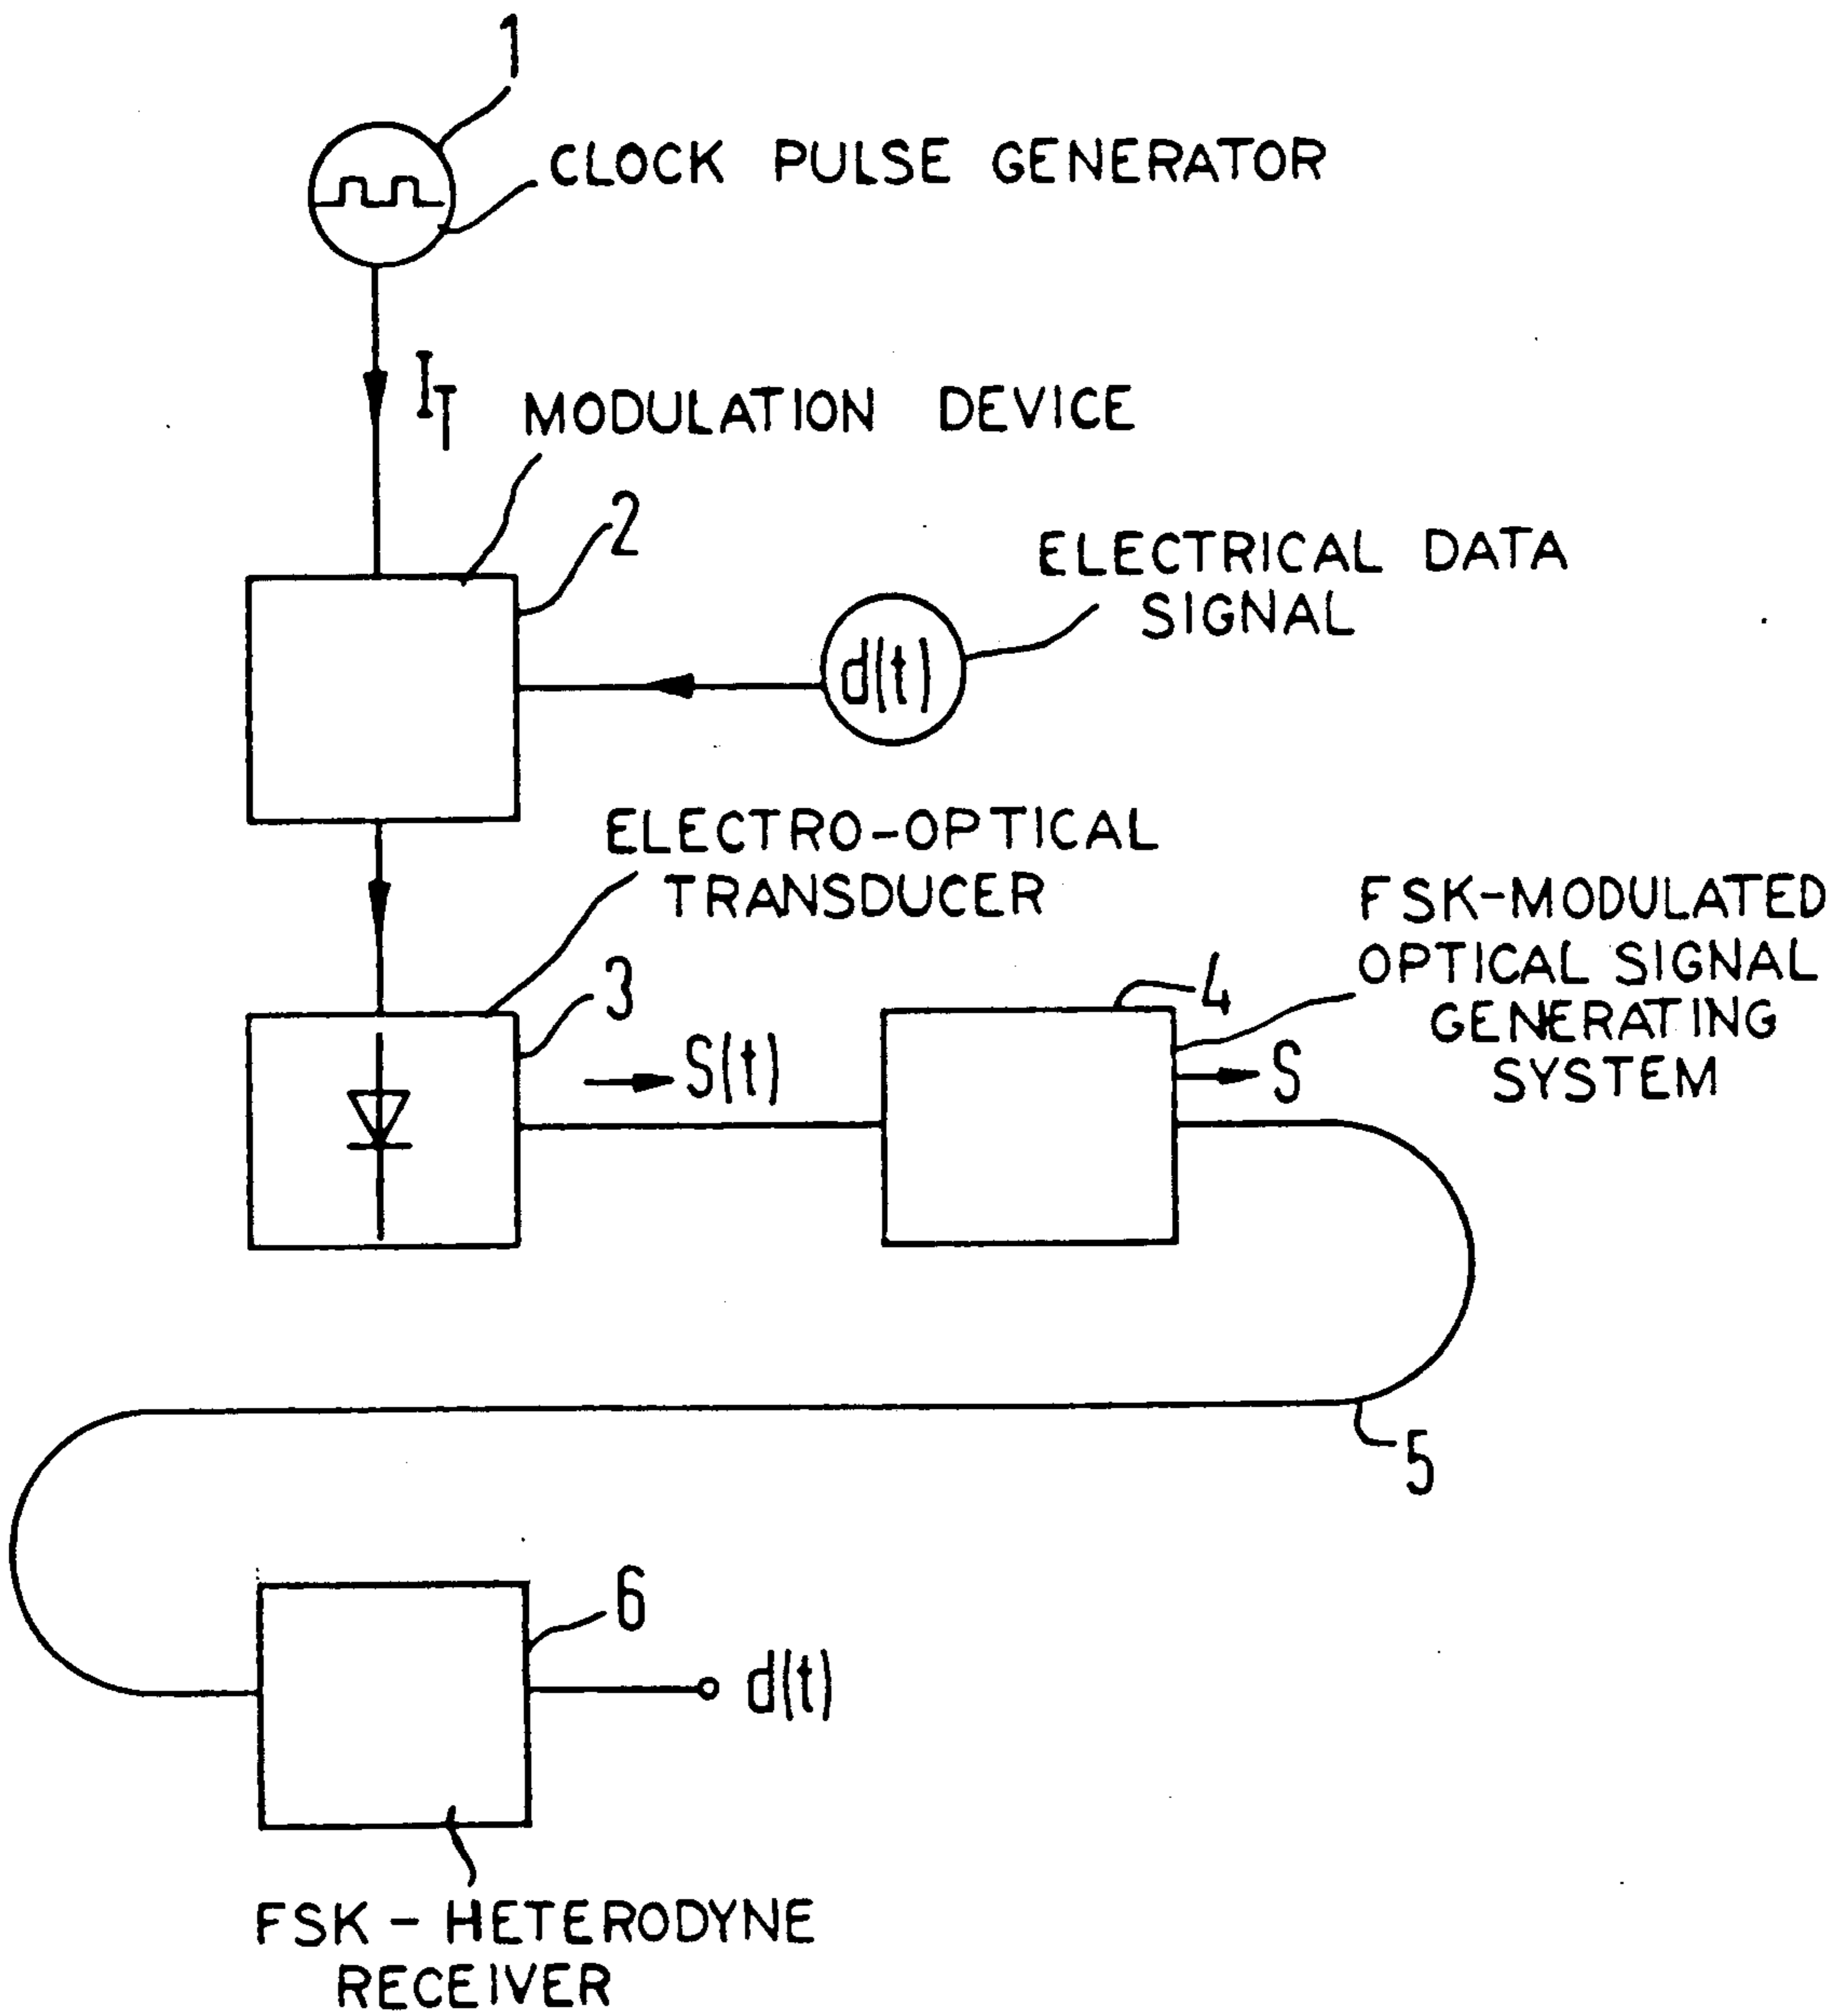 1
CLOCK PULSE GENERATOR
I_T
MODULATION DEVICE
2
ELECTRICAL DATA
SIGNAL
d(t)
ELECTRO-OPTICAL
TRANSDUCER
3
S(t)
4
FSK-MODULATED
OPTICAL SIGNAL
GENERATING
SYSTEM
S
5
6
d(t)
FSK-HETERODYNE
RECEIVER